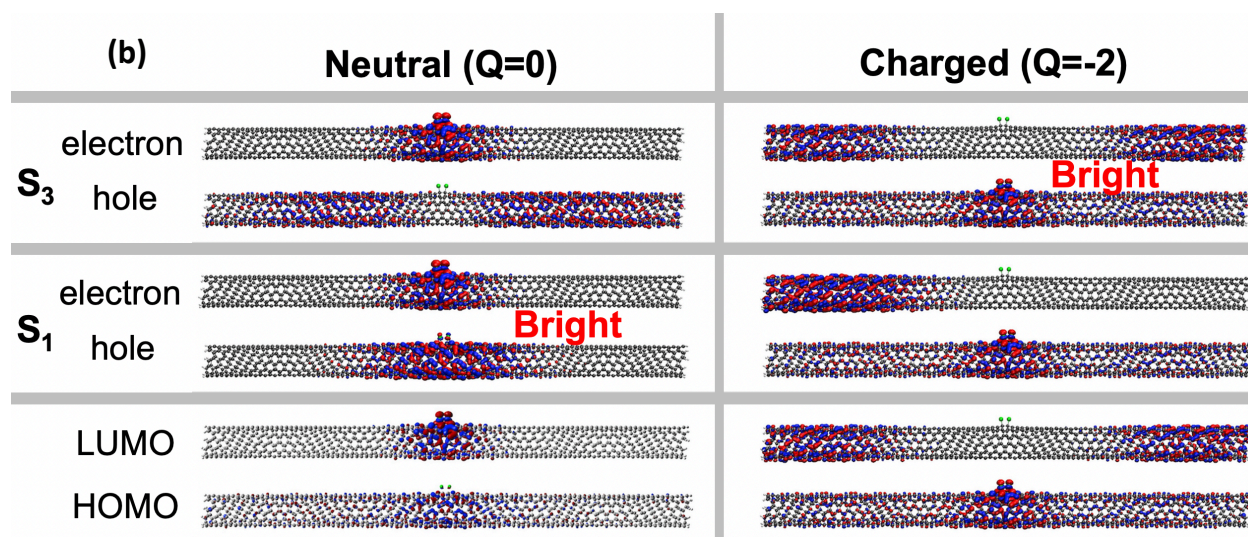 (b)
Neutral (Q=0)
Charged (Q=-2)
S3
electron
hole
Bright
S1
electron
hole
Bright
LUMO
HOMO